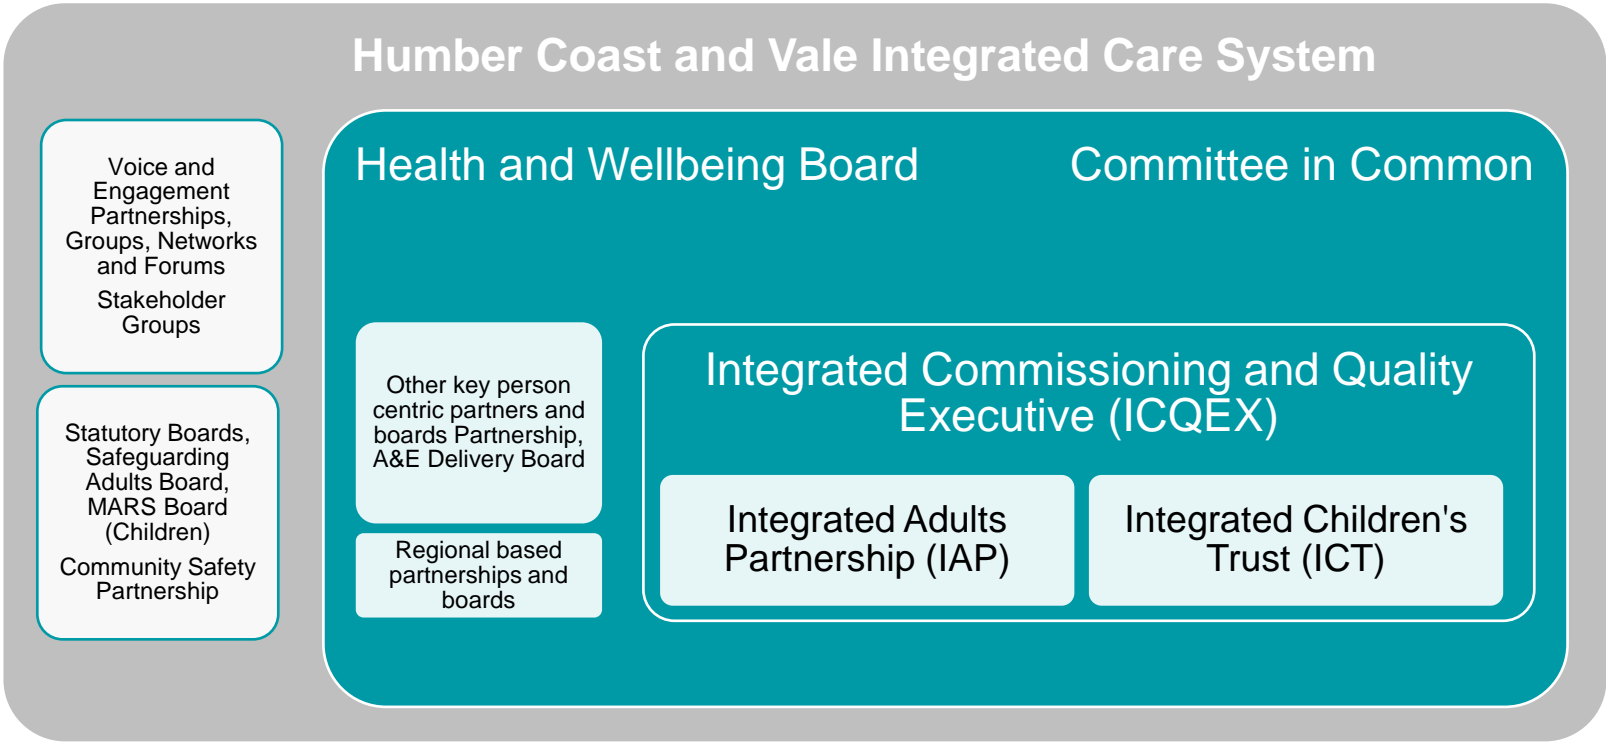 Humber Coast and Vale Integrated Care System
Voice and
Engagement
Partnerships,
Groups, Networks
and Forums
Stakeholder
Groups
Statutory Boards,
Safeguarding
Adults Board,
MARS Board
(Children)
Community Safety
Partnership
Health and Wellbeing Board
Committee in Common
Other key person
centric partners and
boards Partnership,
A&E Delivery Board
Regional based
partnerships and
boards
Integrated Commissioning and Quality
Executive (ICQEX)
Integrated Adults
Partnership (IAP)
Integrated Children's
Trust (ICT)